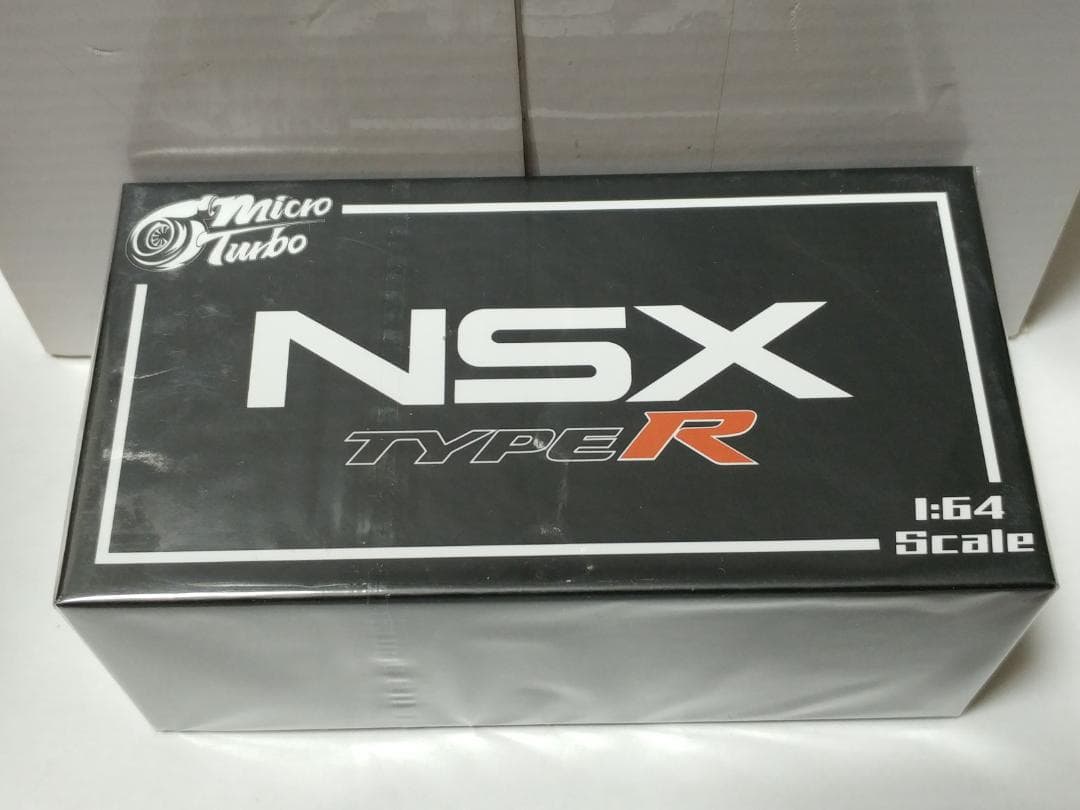 Micro
Turbo
NSX
TYPE R
1:64
Scale